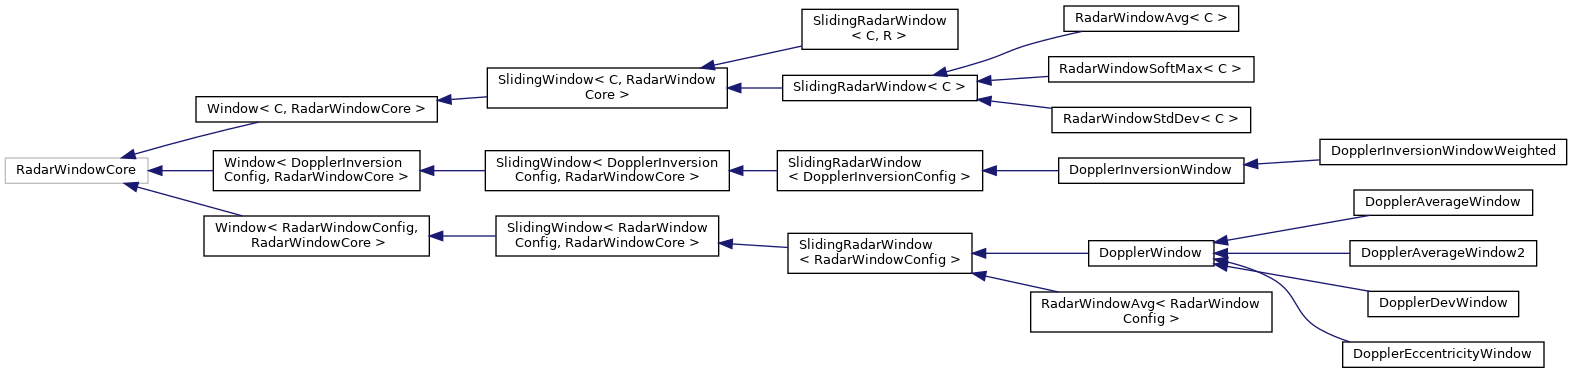 RadarWindowCore
Window< C, RadarWindowCore >
SlidingWindow< C, RadarWindow
Core >
SlidingRadarWindow
< C, R >
SlidingRadarWindow< C >
RadarWindowAvg< C >
RadarWindowSoftMax< C >
RadarWindowStdDev< C >
Window< DopplerInversion
Config, RadarWindowCore >
SlidingWindow< DopplerInversion
Config, RadarWindowCore >
SlidingRadarWindow
< DopplerInversionConfig >
DopplerInversionWindow
DopplerInversionWindowWeighted
Window< RadarWindowConfig,
RadarWindowCore >
SlidingWindow< RadarWindow
Config, RadarWindowCore >
SlidingRadarWindow
< RadarWindowConfig >
DopplerWindow
DopplerAverageWindow
DopplerAverageWindow2
DopplerDevWindow
DopplerEccentricityWindow
RadarWindowAvg< RadarWindow
Config >